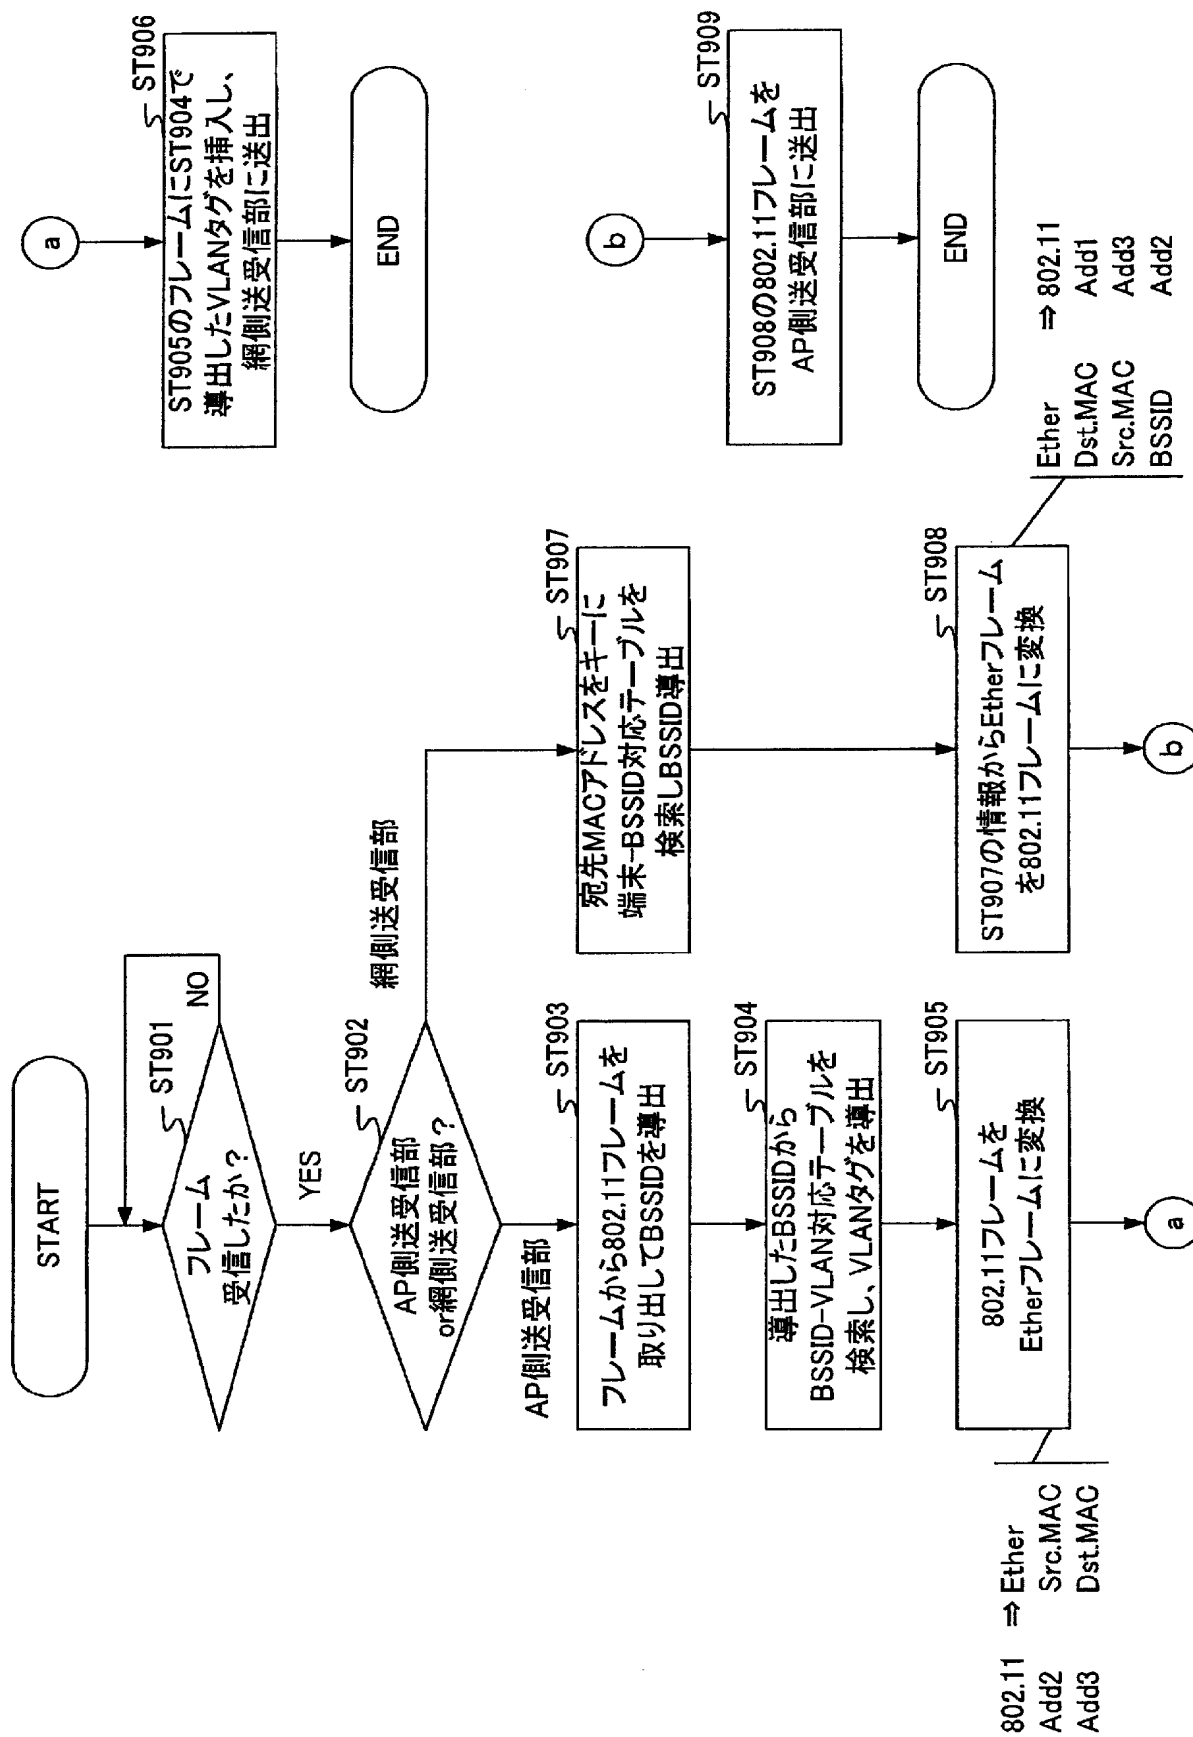 START
フレーム
受信したか？
ST901
NO
YES
AP側送受信部
or網側送受信部？
ST902
AP側送受信部
網側送受信部
フレームから802.11フレームを
取り出してBSSIDを導出
ST903
導出したBSSIDから
BSSID-VLAN対応テーブルを
検索し、VLANタグを導出
ST904
802.11フレームを
Etherフレームに変換
ST905
802.11 ⇒Ether
Add2 Src.MAC
Add3 Dst.MAC
a
宛先MACアドレスをキーに
端末-BSSID対応テーブルを
検索しBSSID導出
ST907
ST907の情報からEtherフレーム
を802.11フレームに変換
ST908
Ether ⇒802.11
Dst.MAC Add1
Src.MAC Add3
BSSID Add2
b
a
ST905のフレームにST904で
導出したVLANタグを挿入し、
網側送受信部に送出
ST906
END
b
ST908の802.11フレームを
AP側送受信部に送出
ST909
END